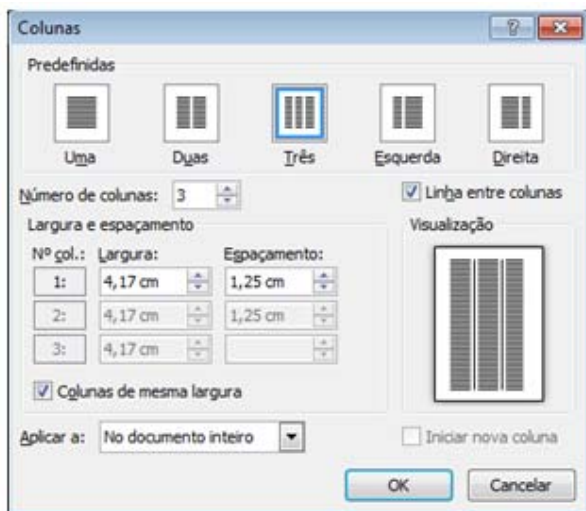 Colunas
Predefinidas
Uma Duas Três Esquerda Direita
Número de colunas: 3
Linha entre colunas
Largura e espaçamento
Visualização
Nº col.: Largura: Espaçamento:
1: 4,17 cm 1,25 cm
2: 4,17 cm 1,25 cm
3: 4,17 cm
Colunas de mesma largura
Aplicar a: No documento inteiro
Iniciar nova coluna
OK Cancelar